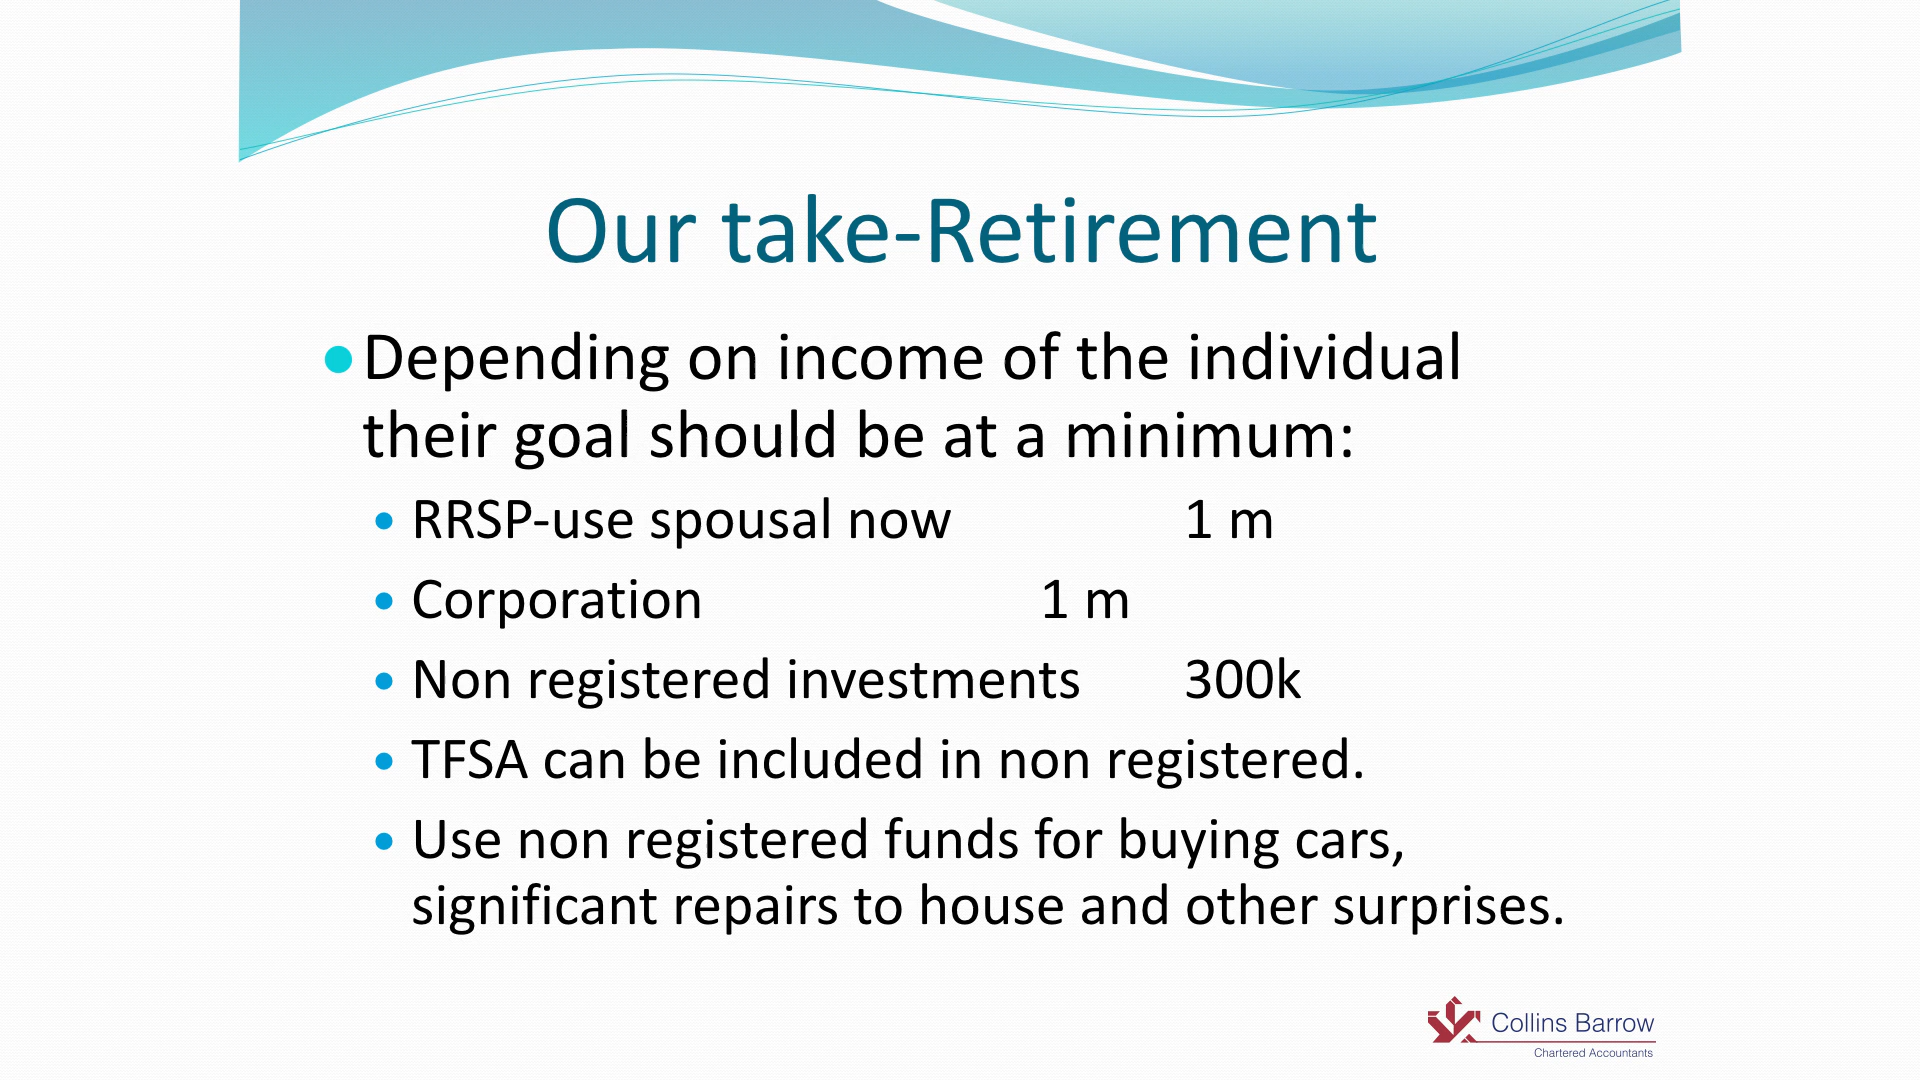 Our take-Retirement
Depending on income of the individual
their goal should be at a minimum:
RRSP-use spousal now 1 m
Corporation 1 m
Non registered investments 300k
TFSA can be included in non registered.
Use non registered funds for buying cars,
significant repairs to house and other surprises.
Collins Barrow
Chartered Accountants